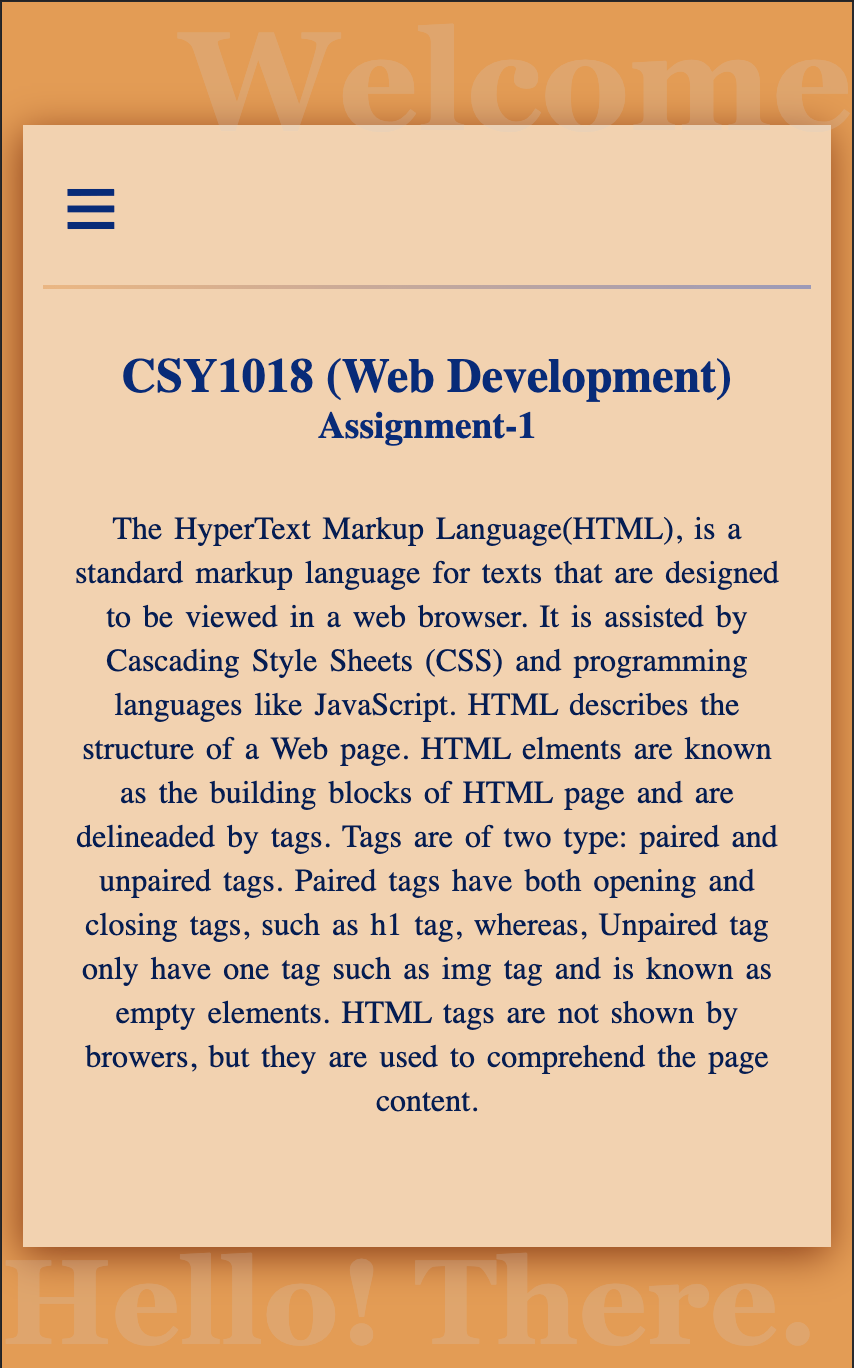 Welcome
CSY1018 (Web Development)
Assignment-1
The HyperText Markup Language(HTML), is a
standard markup language for texts that are designed
to be viewed in a web browser. It is assisted by
Cascading Style Sheets (CSS) and programming
languages like JavaScript. HTML describes the
structure of a Web page. HTML elments are known
as the building blocks of HTML page and are
delineaded by tags. Tags are of two type: paired and
unpaired tags. Paired tags have both opening and
closing tags, such as h1 tag, whereas, Unpaired tag
only have one tag such as img tag and is known as
empty elements. HTML tags are not shown by
browers, but they are used to comprehend the page
content.
Hello! There.